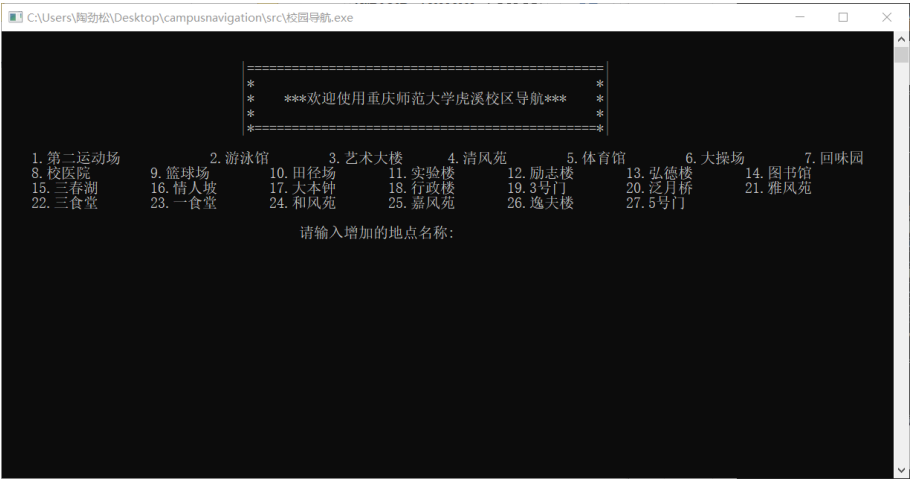 C:\Users\陶劲松\Desktop\campusnavigation\src\校园导航.exe
|================================================|
|* *|
|* ***欢迎使用重庆师范大学虎溪校区导航*** *|
|* *|
|*==============================================*|
1.第二运动场 2.游泳馆 3.艺术大楼 4.清风苑 5.体育馆 6.大操场 7.回味园
8.校医院 9.篮球场 10.田径场 11.实验楼 12.励志楼 13.弘德楼 14.图书馆
15.三春湖 16.情人坡 17.大本钟 18.行政楼 19.3号门 20.泛月桥 21.雅风苑
22.三食堂 23.一食堂 24.和风苑 25.嘉风苑 26.逸夫楼 27.5号门
请输入增加的地点名称: